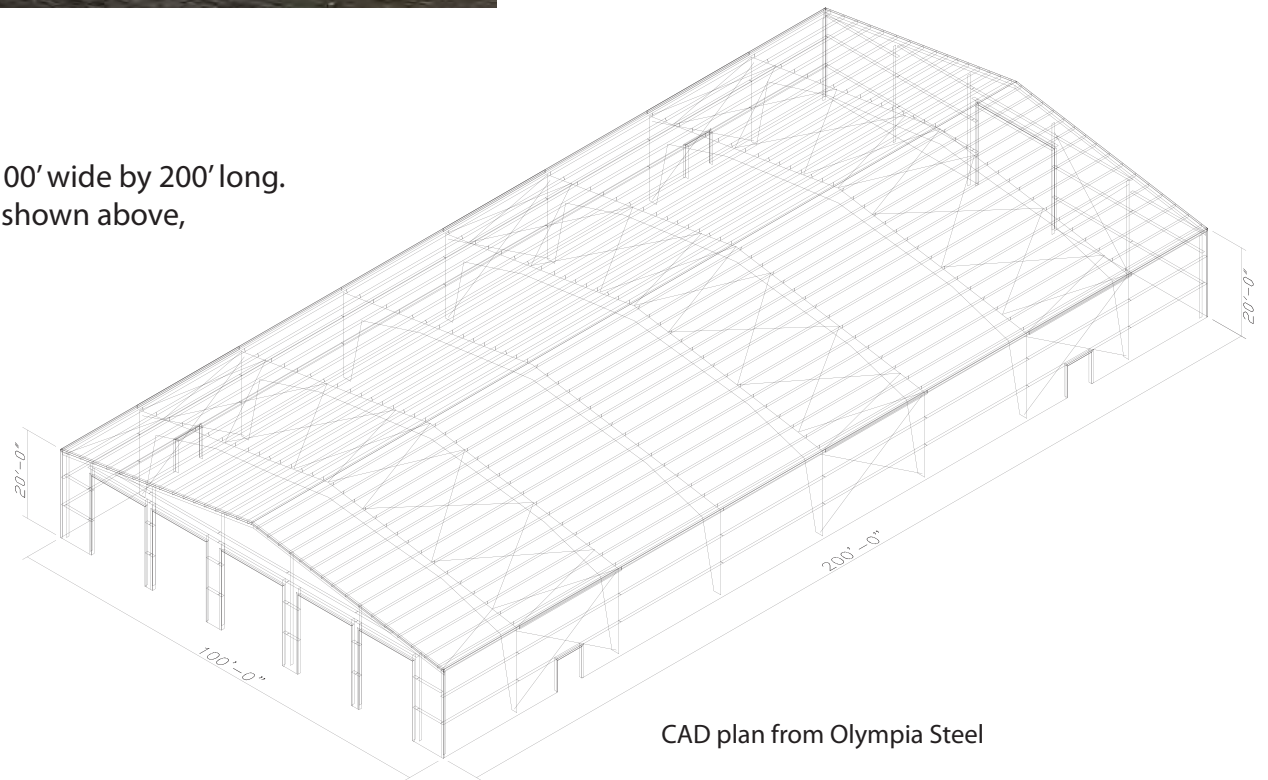 00' wide by 200' long.
shown above,
20'-0"
20'-0"
200'-0"
100'-0"
CAD plan from Olympia Steel